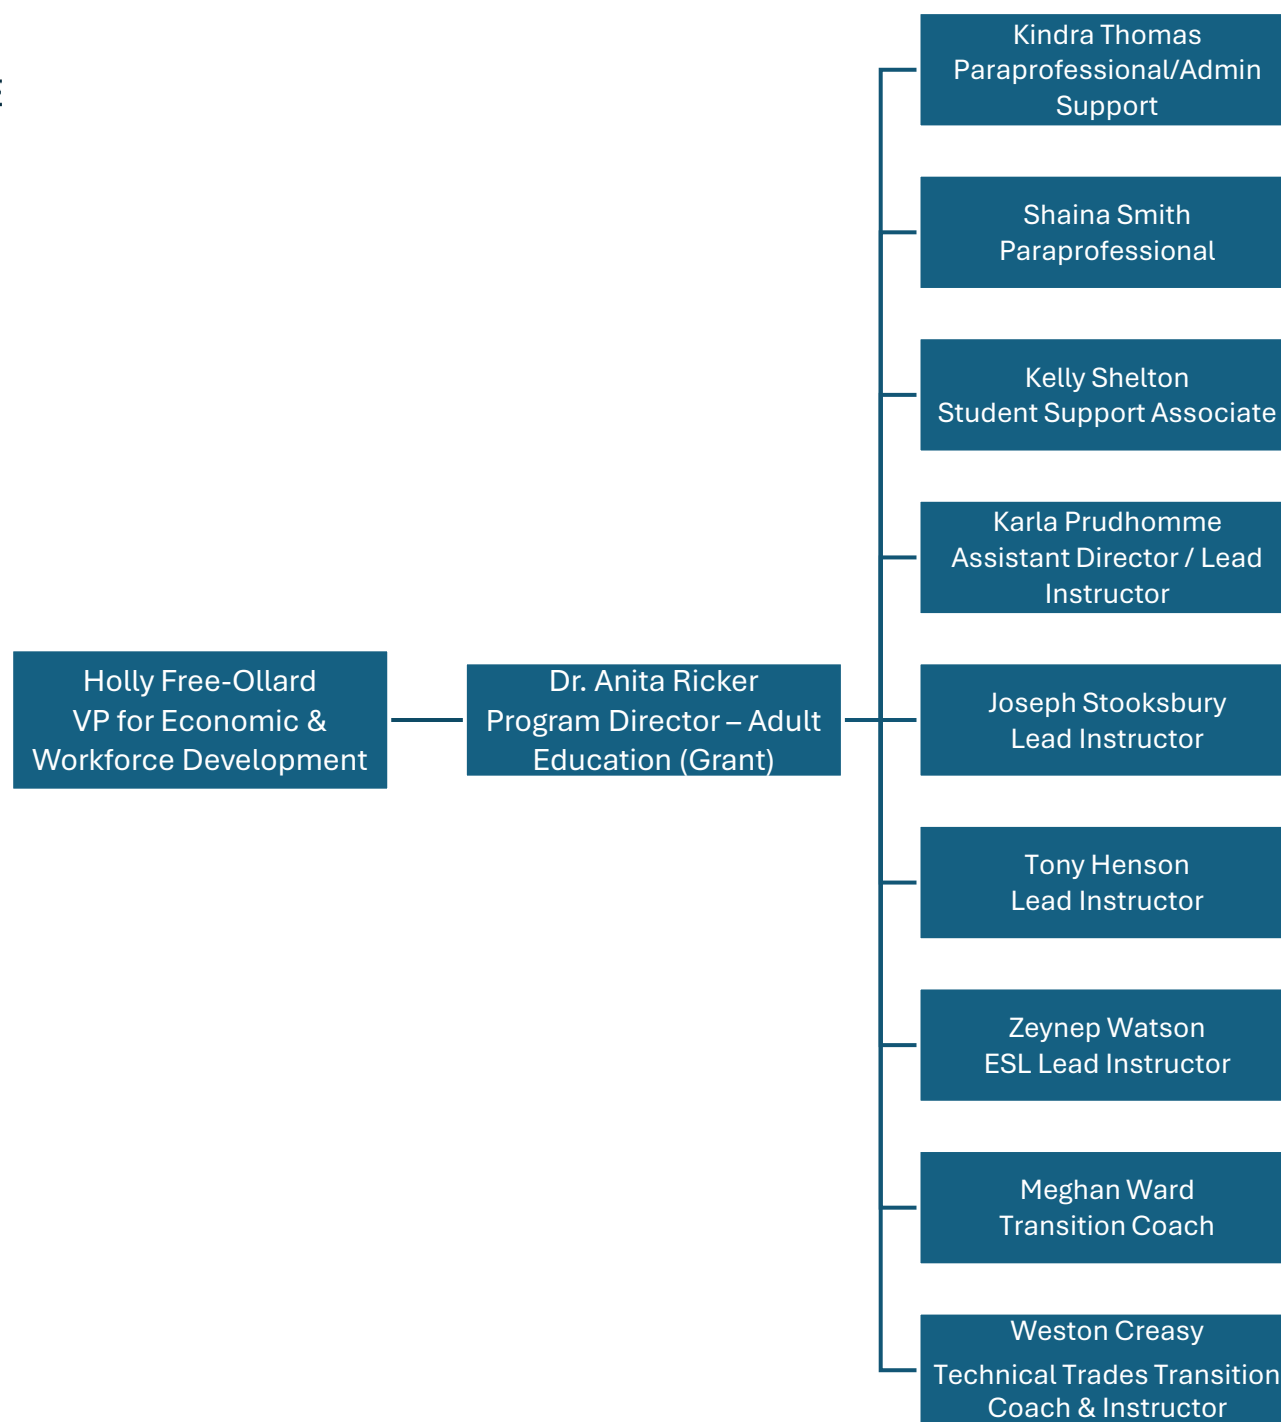 Kindra Thomas
Paraprofessional/Admin
Support
Shaina Smith
Paraprofessional
Kelly Shelton
Student Support Associate
Karla Prudhomme
Assistant Director / Lead
Instructor
Holly Free-Ollard
VP for Economic &
Workforce Development
Dr. Anita Ricker
Program Director – Adult
Education (Grant)
Joseph Stooksbury
Lead Instructor
Tony Henson
Lead Instructor
Zeynep Watson
ESL Lead Instructor
Meghan Ward
Transition Coach
Weston Creasy
Technical Trades Transition
Coach & Instructor